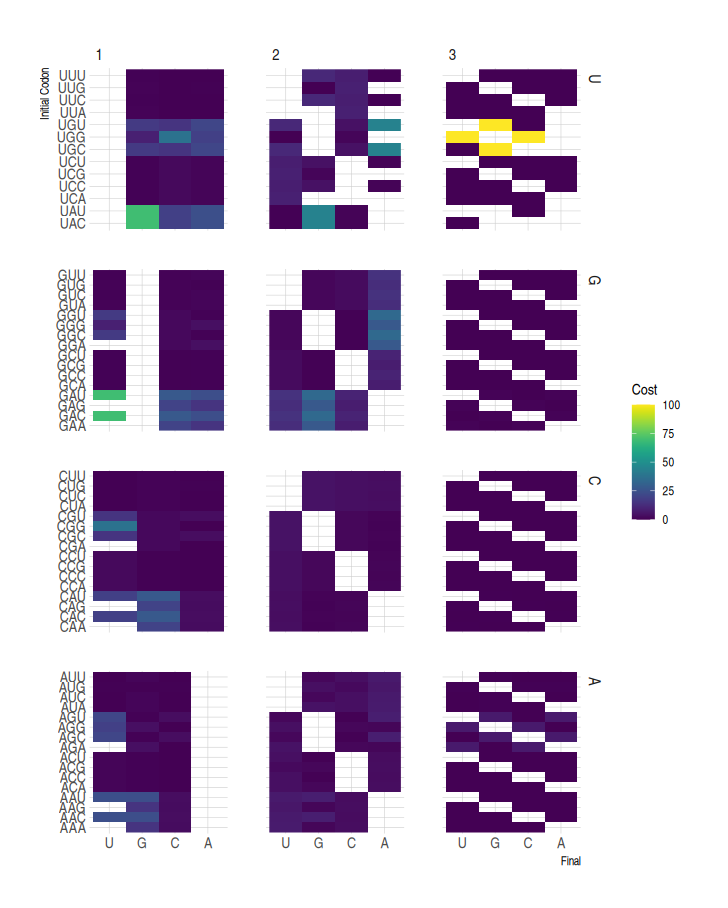 1 2 3
Initial Codon
UUU
UUG
UUC
UUA
UGU
UGG
UGC
UCU
UCG
UCC
UCA
UAU
UAC
U
GUU
GUG
GUC
GUA
GGU
GGG
GGC
GGA
GCU
GCG
GCC
GCA
GAU
GAG
GAC
GAA
G
Cost
100
75
50
25
0
CUU
CUG
CUC
CUA
CGU
CGG
CGC
CGA
CCU
CCG
CCC
CCA
CAU
CAG
CAC
CAA
C
AUU
AUG
AUC
AUA
AGU
AGG
AGC
AGA
ACU
ACG
ACC
ACA
AAU
AAG
AAC
AAA
A
U G C A U G C A U G C A
Final